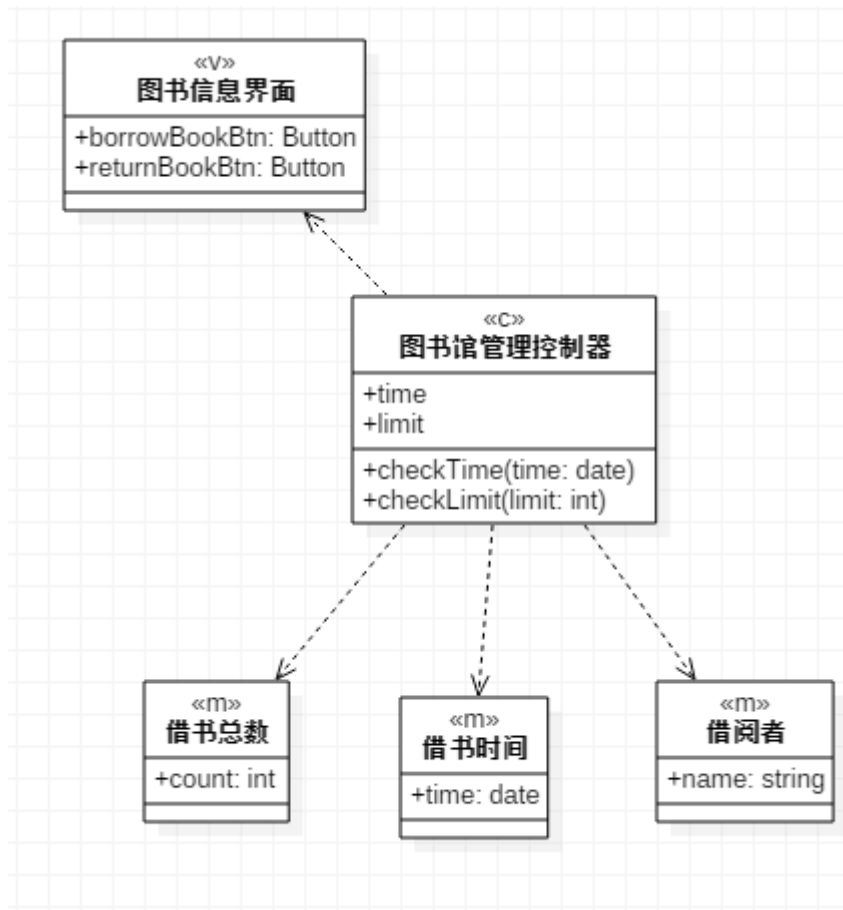 «v»
图书信息界面
+borrowBookBtn: Button
+returnBookBtn: Button
«c»
图书馆管理控制器
+time
+limit
+checkTime(time: date)
+checkLimit(limit: int)
«m»
借书总数
+count: int
«m»
借书时间
+time: date
«m»
借阅者
+name: string